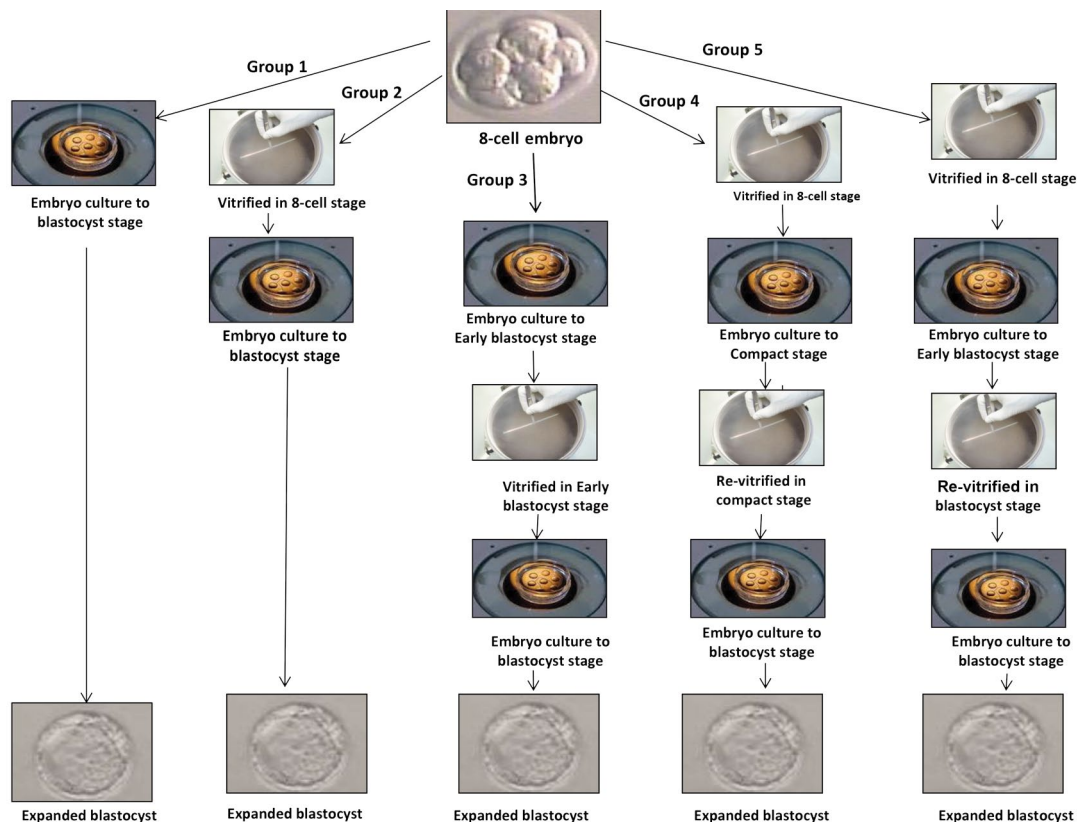 Group 1
Group 2
8-cell embryo
Group 3
Group 4
Group 5
Embryo culture to
blastocyst stage
Expanded blastocyst
Vitrified in 8-cell stage
Embryo culture to
blastocyst stage
Expanded blastocyst
Embryo culture to
Early blastocyst stage
Vitrified in Early
blastocyst stage
Embryo culture to
blastocyst stage
Expanded blastocyst
Vitrified in 8-cell stage
Embryo culture to
Compact stage
Re-vitrified in
compact stage
Embryo culture to
blastocyst stage
Expanded blastocyst
Vitrified in 8-cell stage
Embryo culture to
Early blastocyst stage
Re-vitrified in
blastocyst stage
Embryo culture to
blastocyst stage
Expanded blastocyst